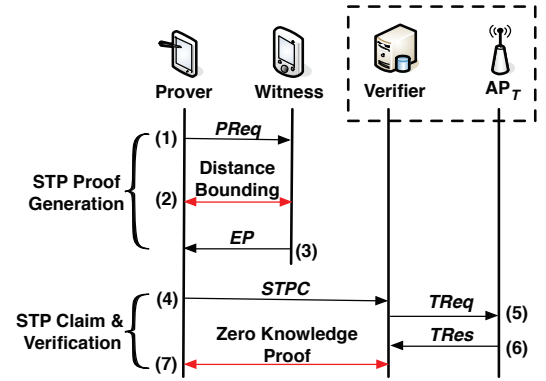 Prover
Witness
Verifier
AP_T
(1)
PReq
STP Proof
Generation
(2)
Distance
Bounding
EP
(3)
(4)
STPC
TReq
(5)
STP Claim &
Verification
TRes
(6)
Zero Knowledge
Proof
(7)